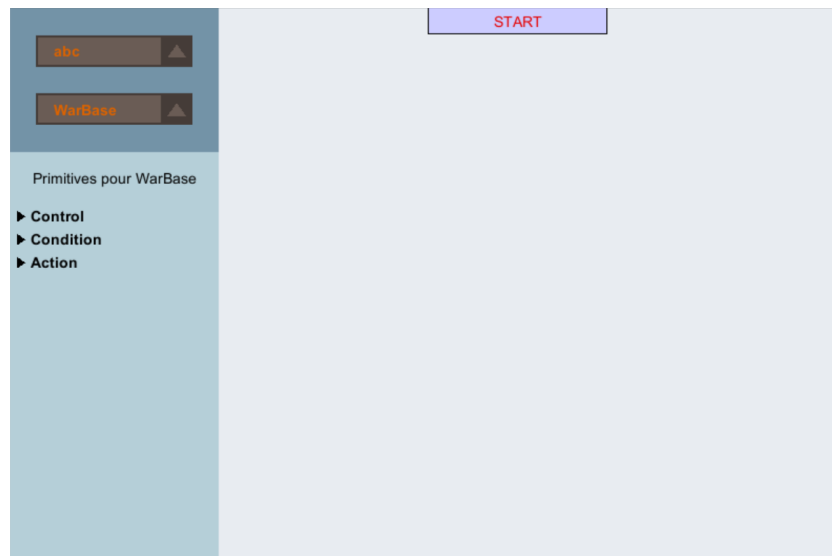 abc
WarBase
Primitives pour WarBase
Control
Condition
Action
START